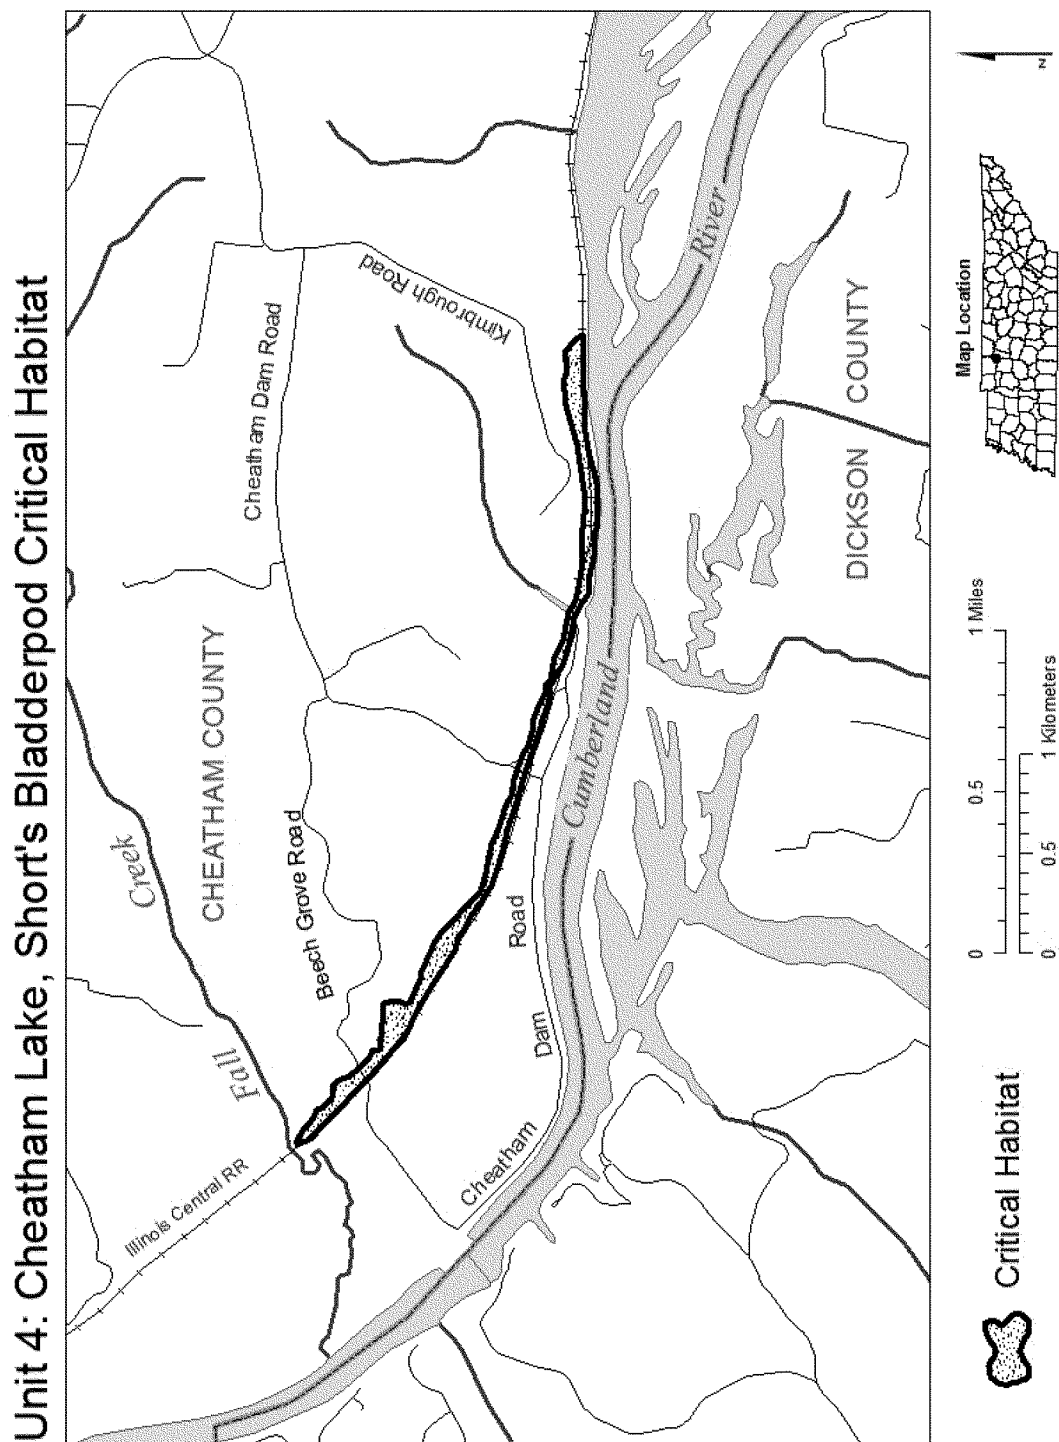 Unit 4: Cheatham Lake, Short's Bladderpod Critical Habitat
Illinois Central RR
Fall Creek
CHEATHAM COUNTY
Beech Grove Road
Cheatham Dam Road
Kimbrough Road
Cheatham Dam Road
Cumberland River
DICKSON COUNTY
Critical Habitat
0 0.5 1 Miles
0 0.5 1 Kilometers
Map Location
N